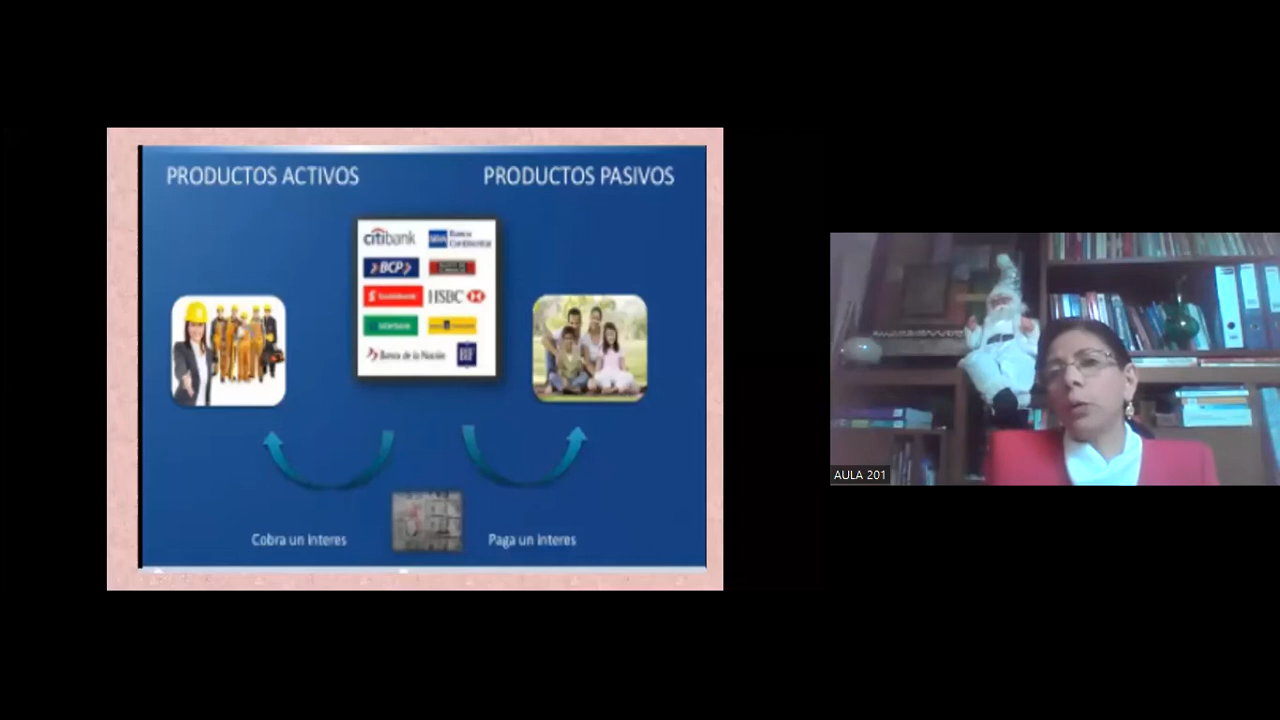 PRODUCTOS ACTIVOS
PRODUCTOS PASIVOS
citibank
BBVA Banco Continental
BCP
Scotiabank
HSBC
Interbank
Banco de la Nación
BIF
Cobra un interes
Paga un interes
AULA 201